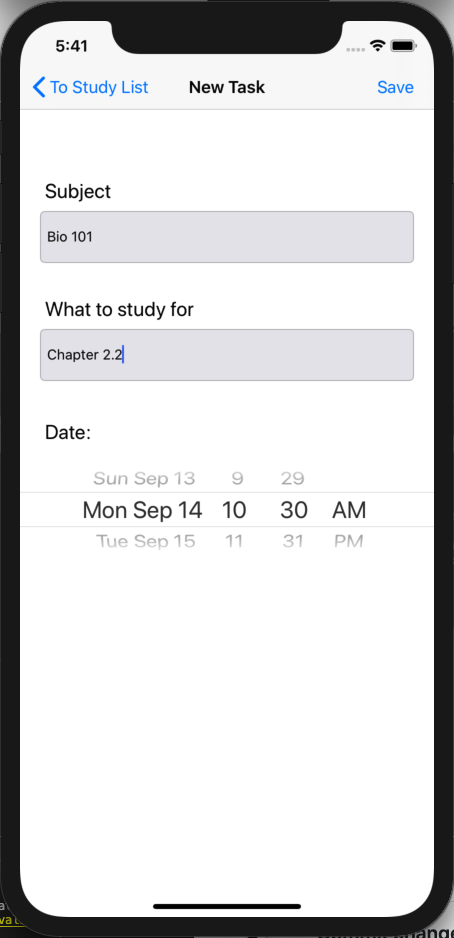 5:41
To Study List New Task Save
Subject
Bio 101
What to study for
Chapter 2.2
Date:
Sun Sep 13 9 29
Mon Sep 14 10 30 AM
Tue Sep 15 11 31 PM